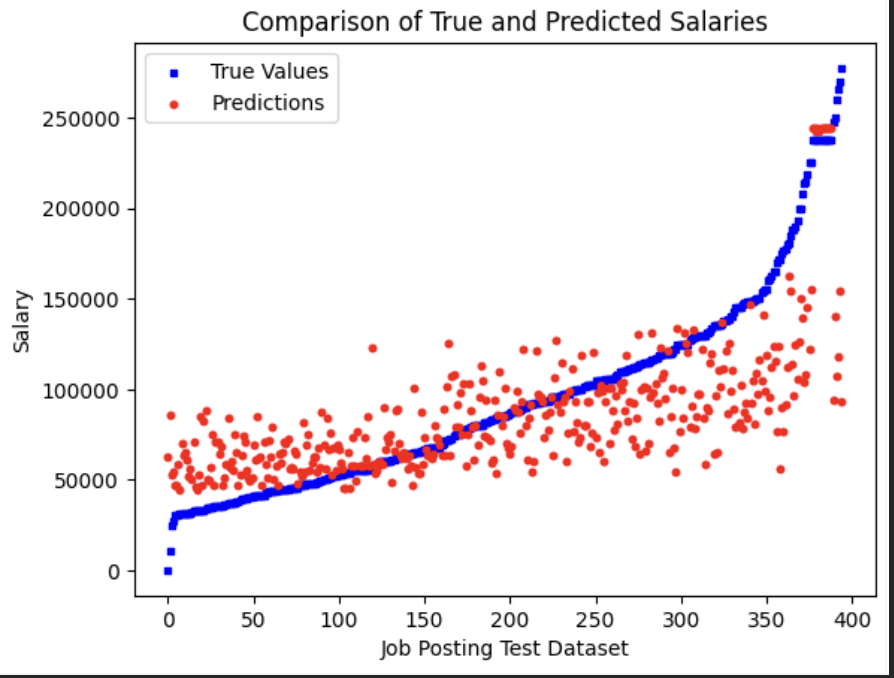 Comparison of True and Predicted Salaries
True Values
Predictions
250000
200000
150000
100000
50000
0
Salary
0 50 100 150 200 250 300 350 400
Job Posting Test Dataset